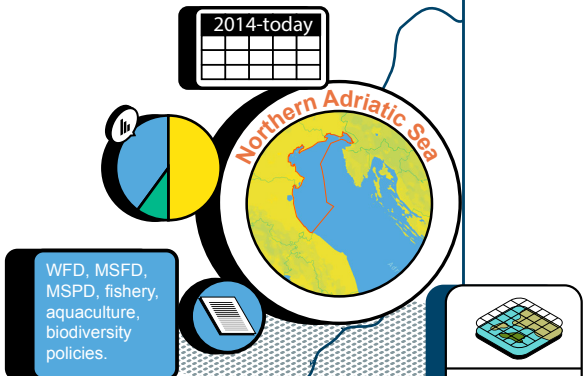 2014-today
Northern Adriatic Sea
WFD, MSFD,
MSPD, fishery,
aquaculture,
biodiversity
policies.